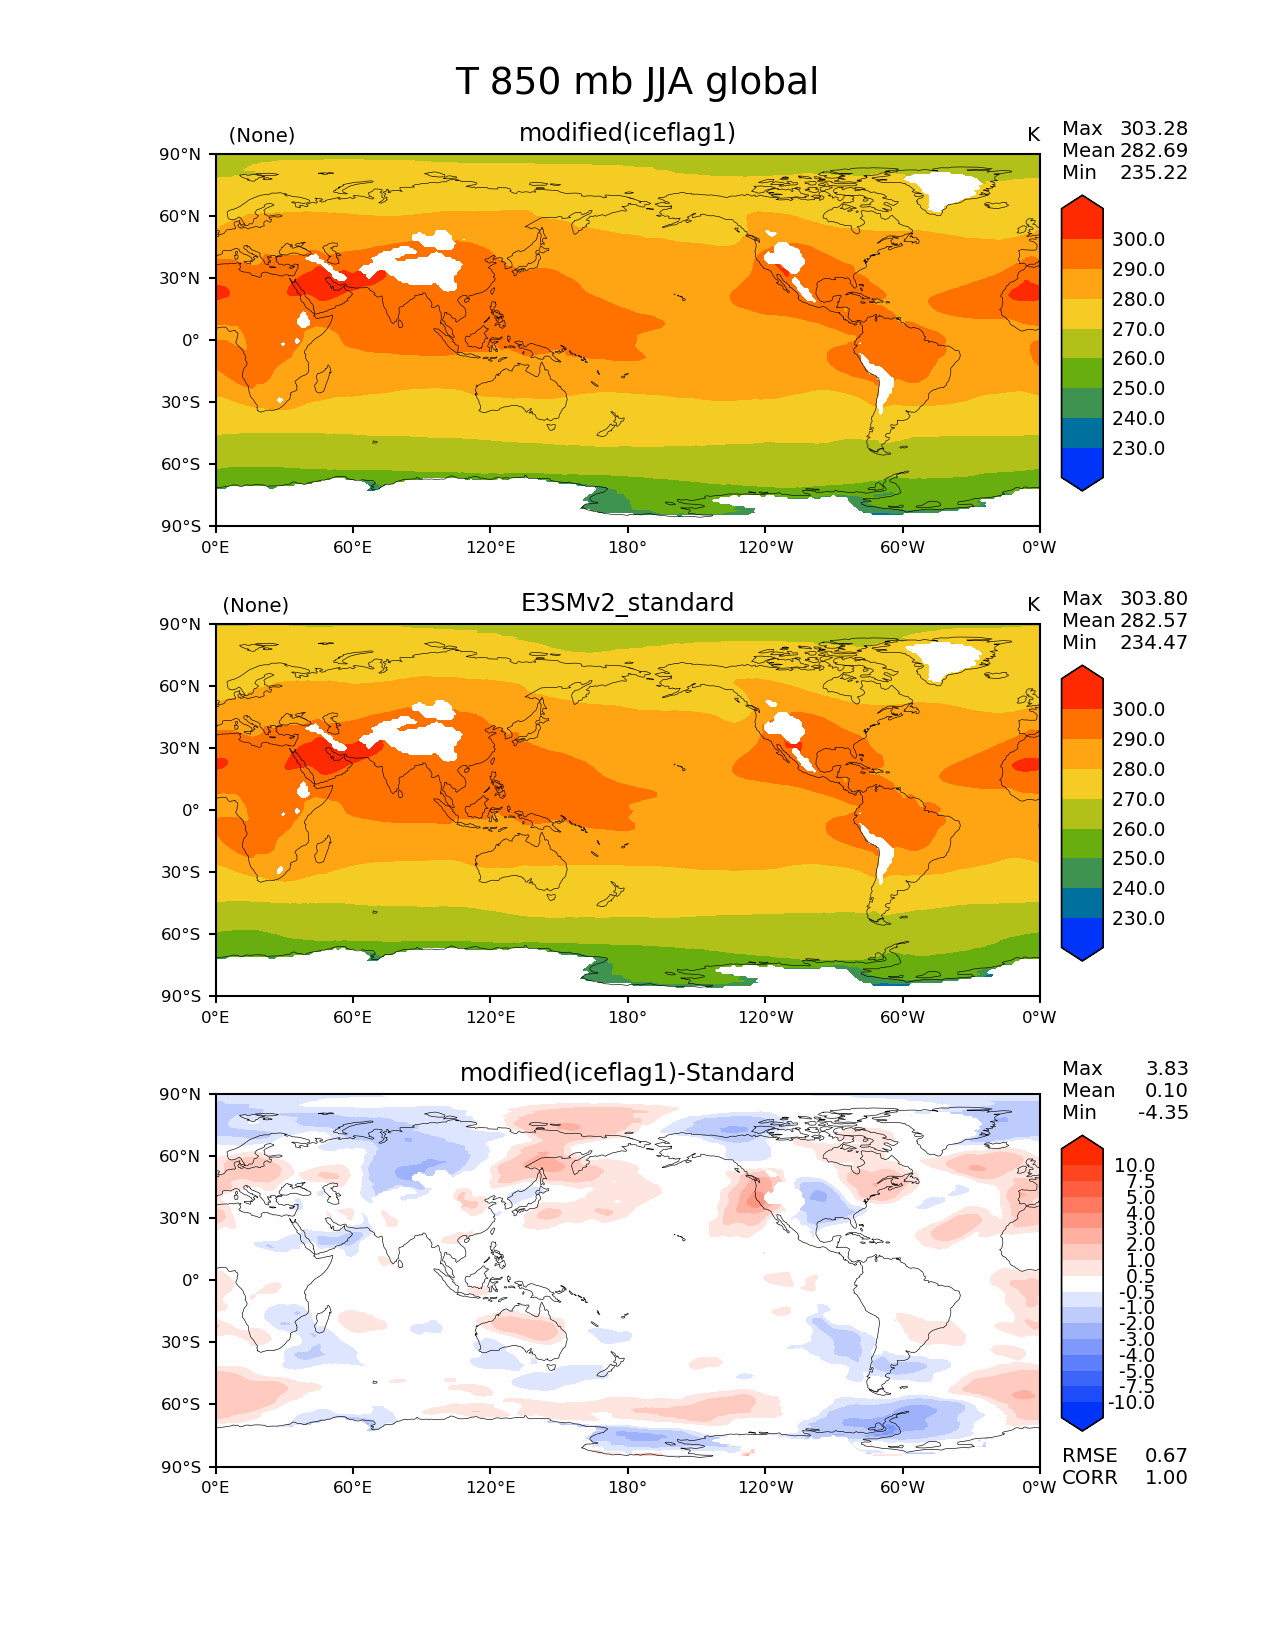 T 850 mb JJA global
(None) modified(iceflag1) K
Max 303.28
Mean 282.69
Min 235.22
90°N
60°N
30°N
0°
30°S
60°S
90°S
0°E 60°E 120°E 180° 120°W 60°W 0°W
300.0
290.0
280.0
270.0
260.0
250.0
240.0
230.0
(None) E3SMv2_standard K
Max 303.80
Mean 282.57
Min 234.47
90°N
60°N
30°N
0°
30°S
60°S
90°S
0°E 60°E 120°E 180° 120°W 60°W 0°W
300.0
290.0
280.0
270.0
260.0
250.0
240.0
230.0
modified(iceflag1)-Standard
Max 3.83
Mean 0.10
Min -4.35
90°N
60°N
30°N
0°
30°S
60°S
90°S
0°E 60°E 120°E 180° 120°W 60°W 0°W
10.0
7.5
5.0
4.0
3.0
2.0
1.0
0.5
-0.5
-1.0
-2.0
-3.0
-4.0
-5.0
-7.5
-10.0
RMSE 0.67
CORR 1.00